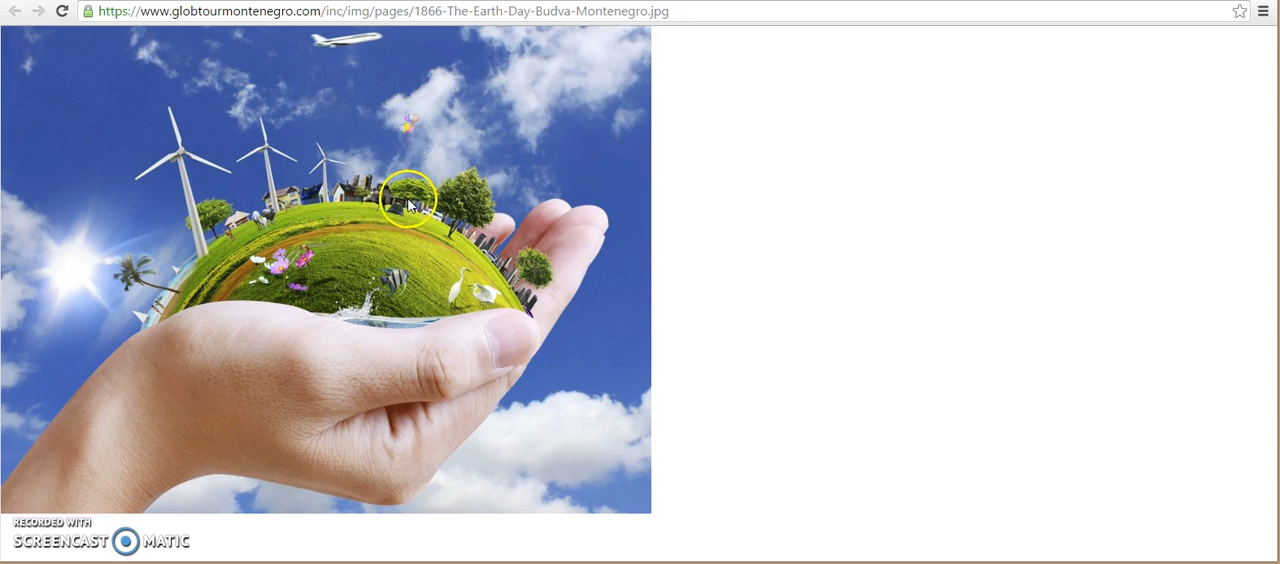 https://www.globtourmontenegro.com/inc/img/pages/1866-The-Earth-Day-Budva-Montenegro.jpg
RECORDED WITH
SCREENCAST MATIC